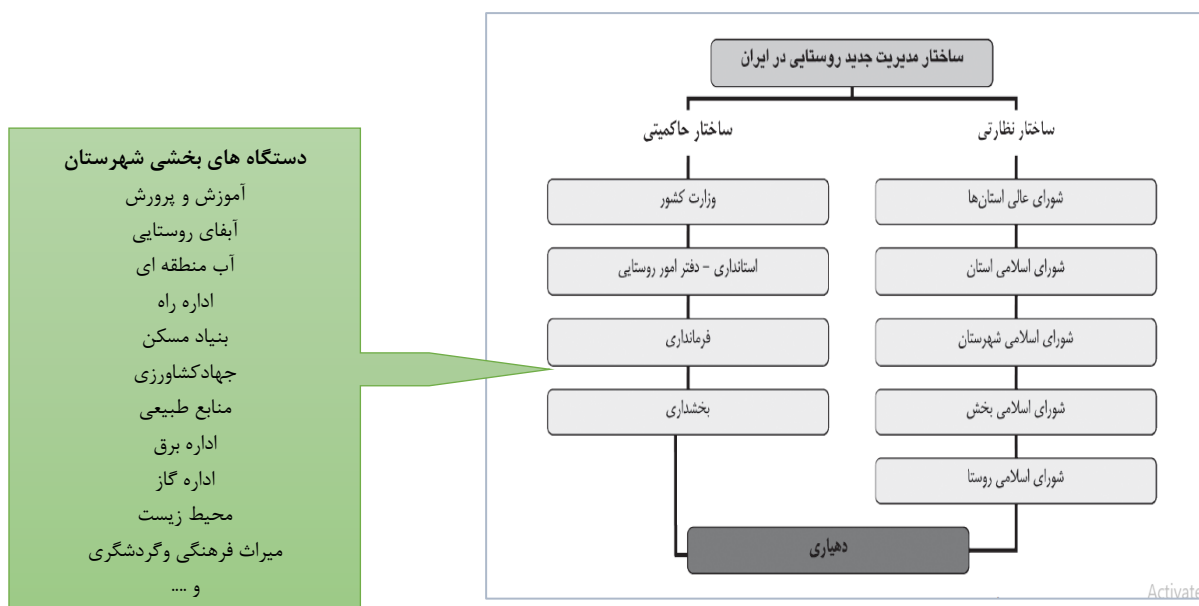 ساختار مدیریت جدید روستایی در ایران
ساختار نظارتی
ساختار حاکمیتی
شورای عالی استان‌ها
شورای اسلامی استان
شورای اسلامی شهرستان
شورای اسلامی بخش
شورای اسلامی روستا
وزارت کشور
استانداری - دفتر امور روستایی
فرمانداری
بخشداری
دهیاری
دستگاه های بخشی شهرستان
آموزش و پرورش
آبفای روستایی
آب منطقه ای
اداره راه
بنیاد مسکن
جهادکشاورزی
منابع طبیعی
اداره برق
اداره گاز
محیط زیست
میراث فرهنگی وگردشگری
و ....
Activate